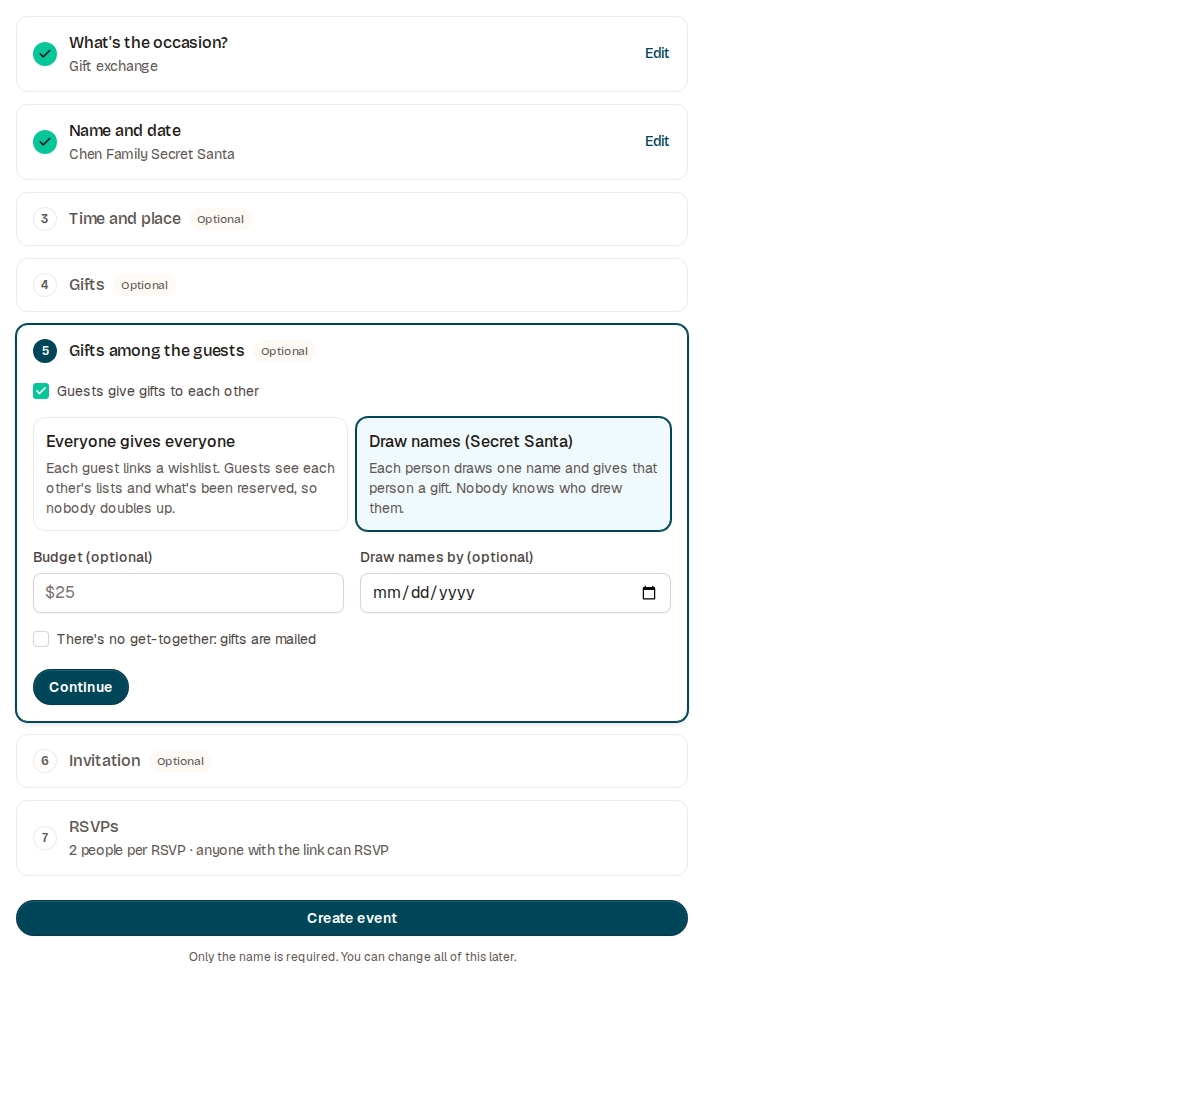 What's the occasion?
Gift exchange
Edit
Name and date
Chen Family Secret Santa
Edit
3 Time and place Optional
4 Gifts Optional
5 Gifts among the guests Optional
Guests give gifts to each other
Everyone gives everyone
Each guest links a wishlist. Guests see each
other's lists and what's been reserved, so
nobody doubles up.
Draw names (Secret Santa)
Each person draws one name and gives that
person a gift. Nobody knows who drew
them.
Budget (optional)
$25
Draw names by (optional)
mm/dd/yyyy
There's no get-together: gifts are mailed
Continue
6 Invitation Optional
7 RSVPs
2 people per RSVP · anyone with the link can RSVP
Create event
Only the name is required. You can change all of this later.